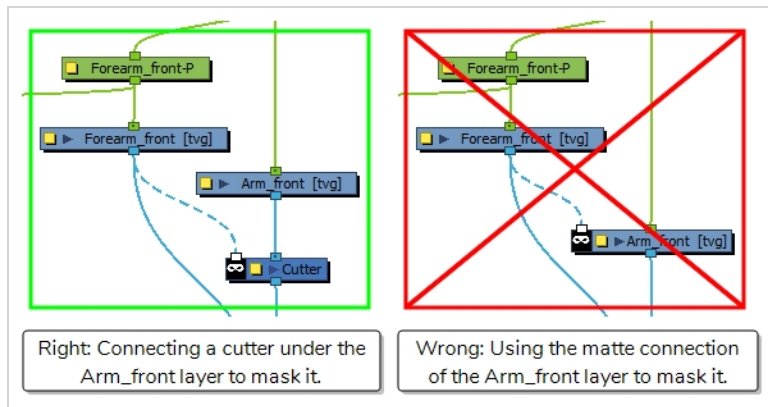 Forearm_front-P
Forearm_front [tvg]
Arm_front [tvg]
Cutter
Right: Connecting a cutter under the
Arm_front layer to mask it.
Forearm_front-P
Forearm_front [tvg]
Arm_front [tvg]
Wrong: Using the matte connection
of the Arm_front layer to mask it.